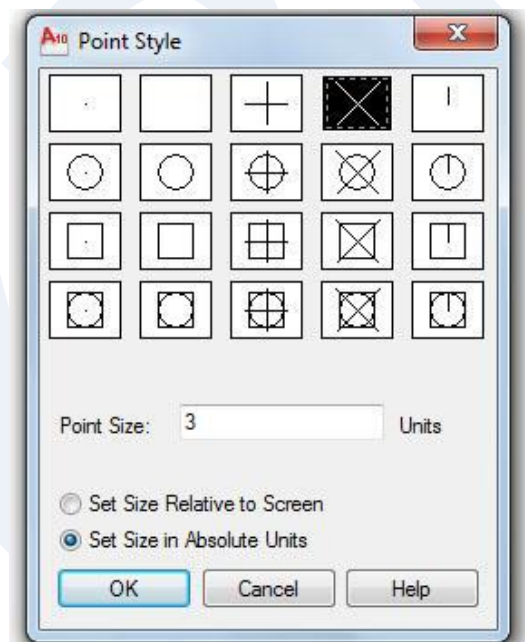 A10 Point Style
Point Size: 3 Units
Set Size Relative to Screen
Set Size in Absolute Units
OK Cancel Help